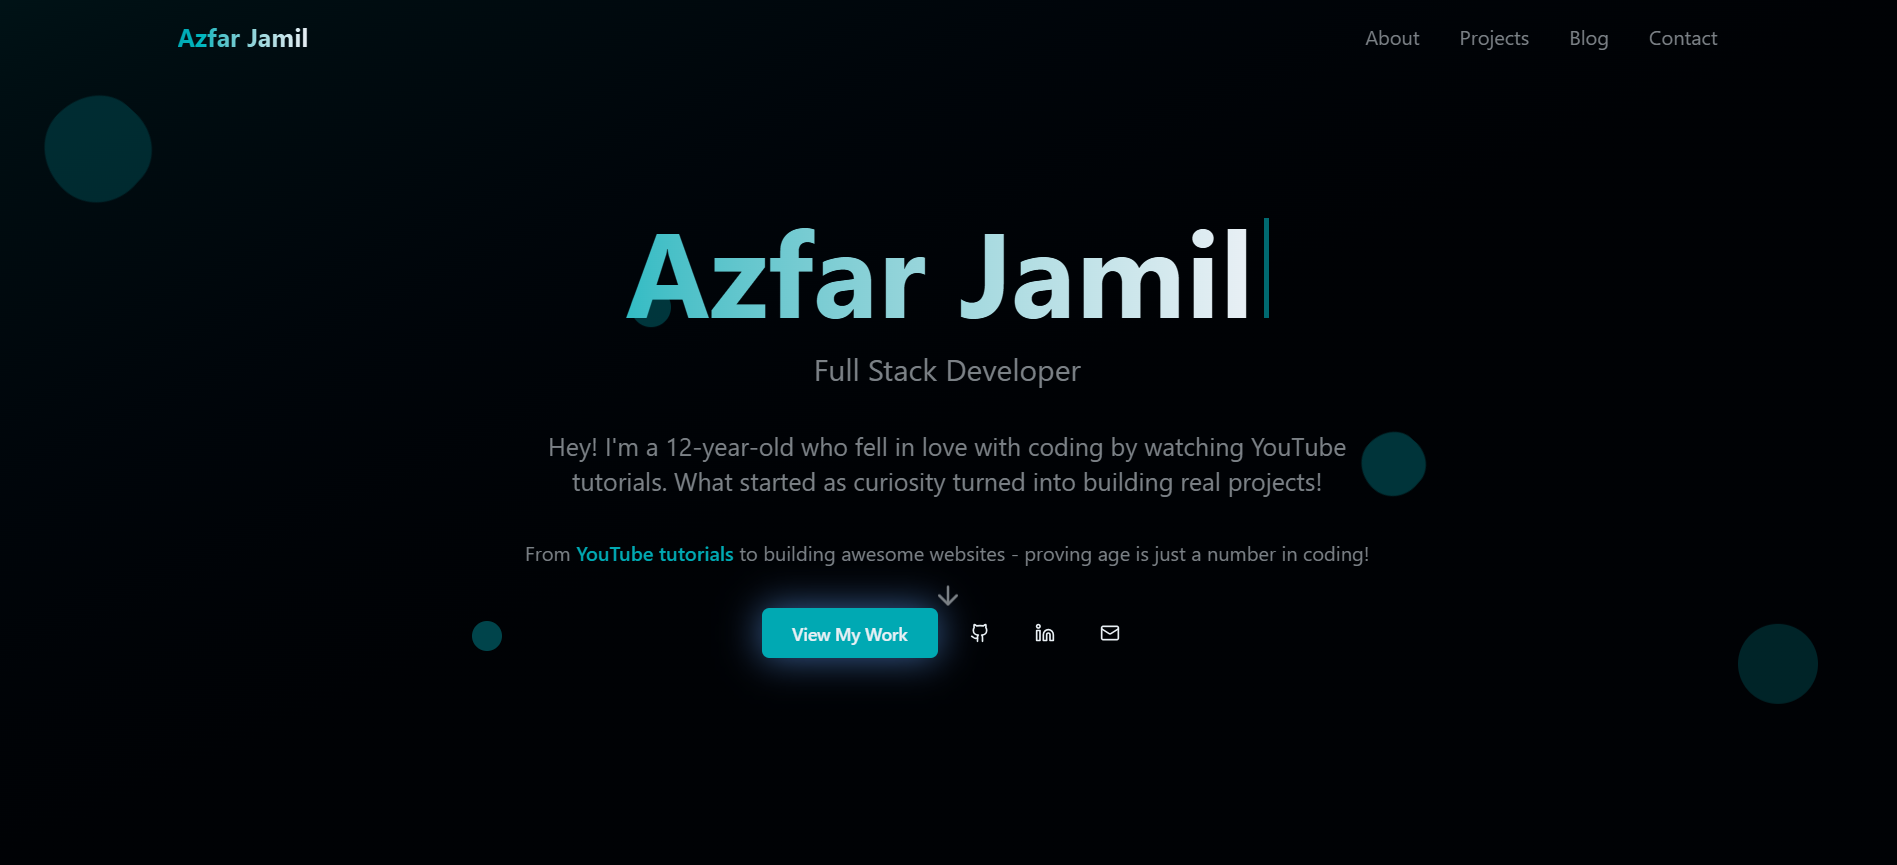 Azfar Jamil
About Projects Blog Contact
Azfar Jamil
Full Stack Developer
Hey! I'm a 12-year-old who fell in love with coding by watching YouTube
tutorials. What started as curiosity turned into building real projects!
From YouTube tutorials to building awesome websites - proving age is just a number in coding!
View My Work